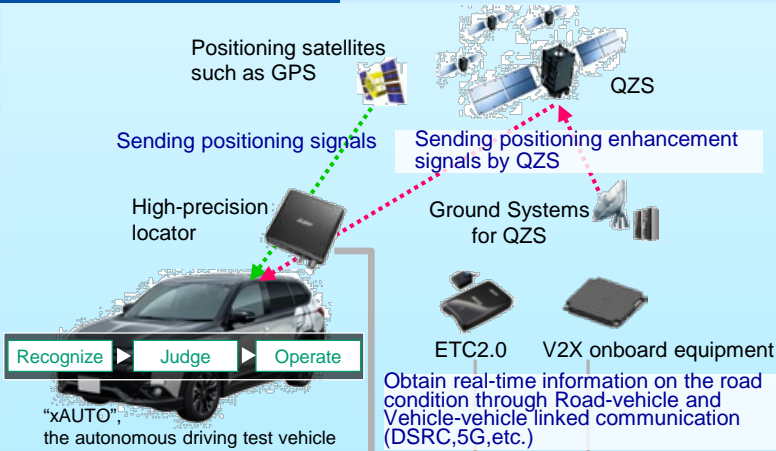 Positioning satellites
such as GPS
QZS
Sending positioning signals
Sending positioning enhancement
signals by QZS
High-precision
locator
Ground Systems
for QZS
Recognize
Judge
Operate
ETC2.0
V2X onboard equipment
Obtain real-time information on the road
condition through Road-vehicle and
Vehicle-vehicle linked communication
(DSRC,5G,etc.)
“xAUTO”,
the autonomous driving test vehicle